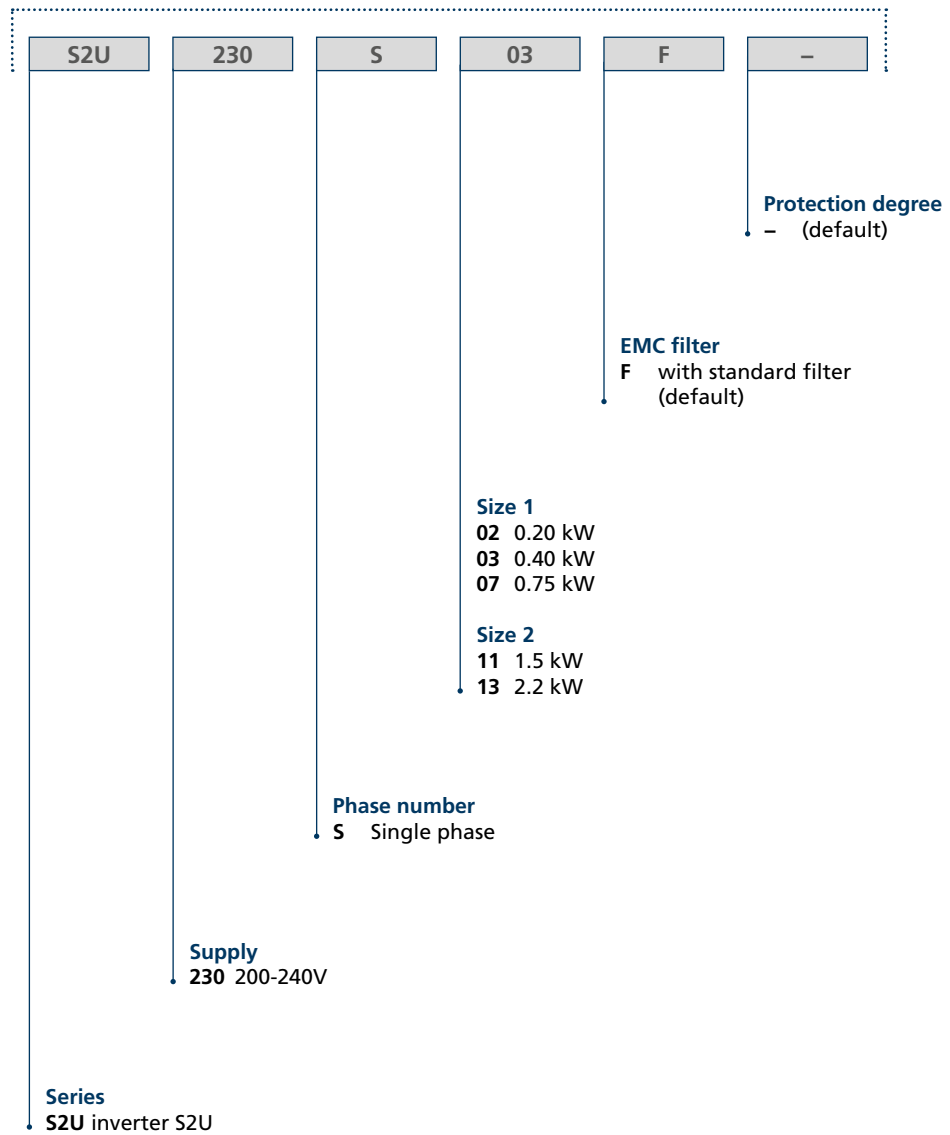 S2U 230 S 03 F –
Protection degree
– (default)
EMC filter
F with standard filter
(default)
Size 1
02 0.20 kW
03 0.40 kW
07 0.75 kW
Size 2
11 1.5 kW
13 2.2 kW
Phase number
S Single phase
Supply
230 200-240V
Series
S2U inverter S2U